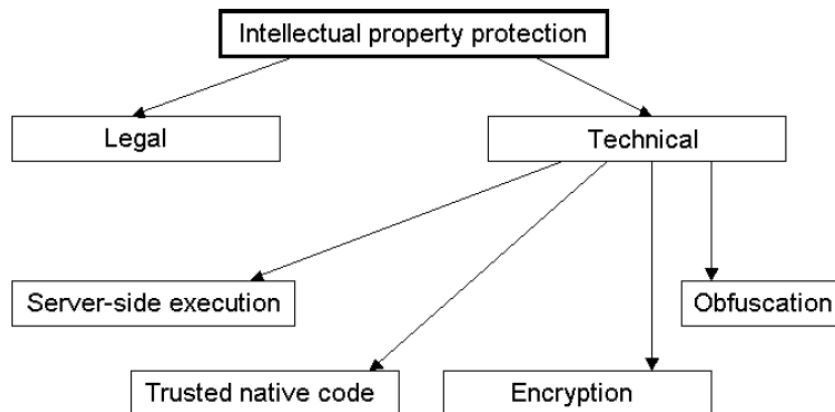 Intellectual property protection
Legal
Technical
Server-side execution
Obfuscation
Trusted native code
Encryption